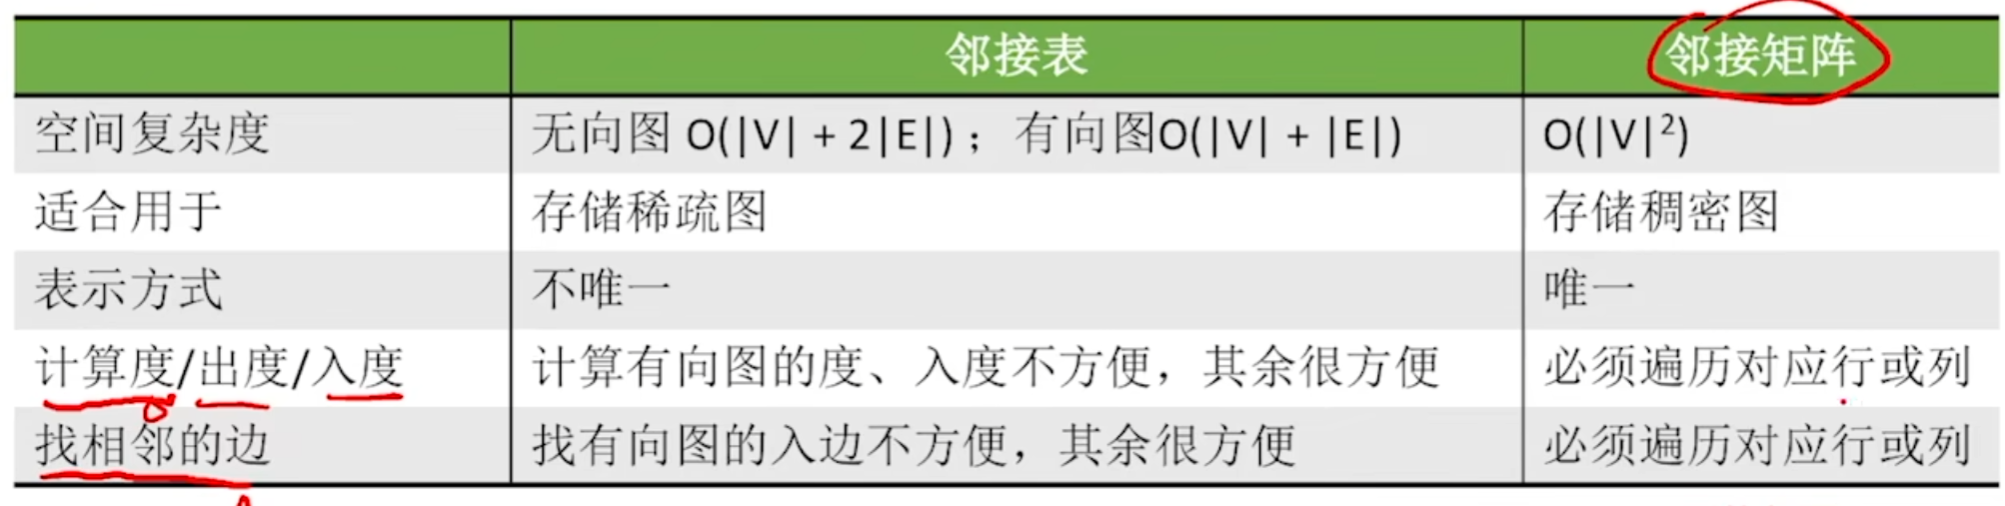 邻接表 邻接矩阵
空间复杂度 无向图 O(|V| + 2|E|)；有向图O(|V| + |E|) O(|V|²)
适合用于 存储稀疏图 存储稠密图
表示方式 不唯一 唯一
计算度/出度/入度 计算有向图的度、入度不方便，其余很方便 必须遍历对应行或列
找相邻的边 找有向图的入边不方便，其余很方便 必须遍历对应行或列